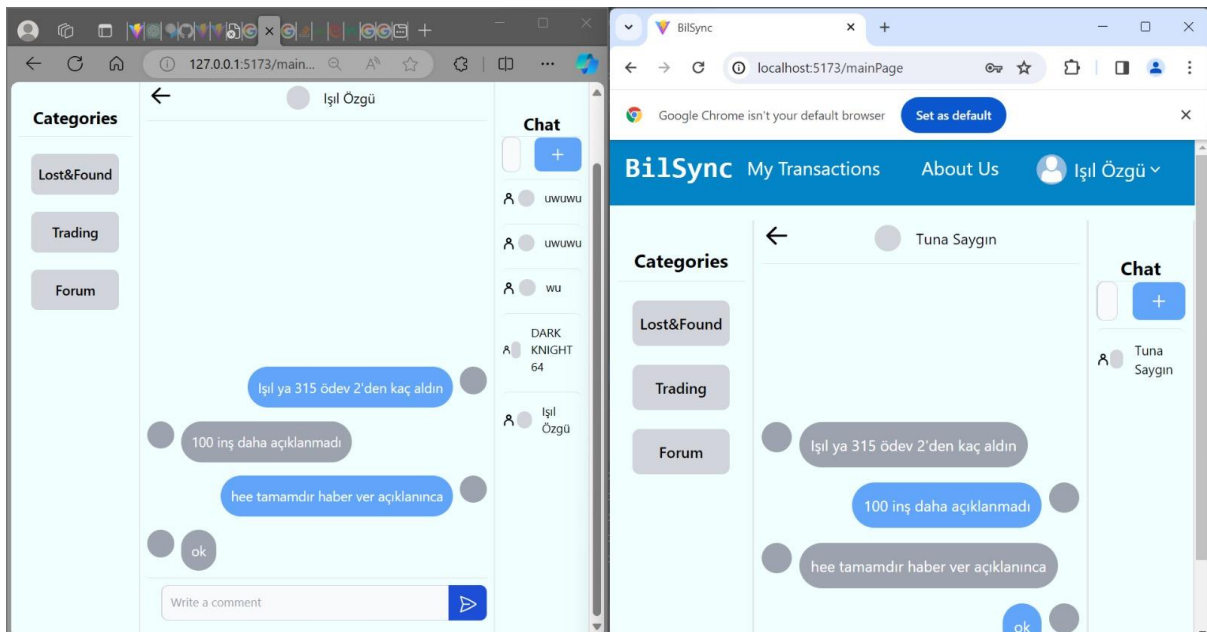 127.0.0.1:5173/main...
Categories
Lost&Found
Trading
Forum
Işıl Özgü
Işıl ya 315 ödev 2'den kaç aldın
100 inş daha açıklanmadı
hee tamamdır haber ver açıklanınca
ok
Write a comment
Chat
+
uwuwu
uwuwu
wu
DARK
KNIGHT
64
Işıl
Özgü
BilSync
localhost:5173/mainPage
Google Chrome isn't your default browser
Set as default
BilSync My Transactions About Us Işıl Özgü
Categories
Lost&Found
Trading
Forum
Tuna Saygın
Işıl ya 315 ödev 2'den kaç aldın
100 inş daha açıklanmadı
hee tamamdır haber ver açıklanınca
ok
Chat
+
Tuna
Saygın